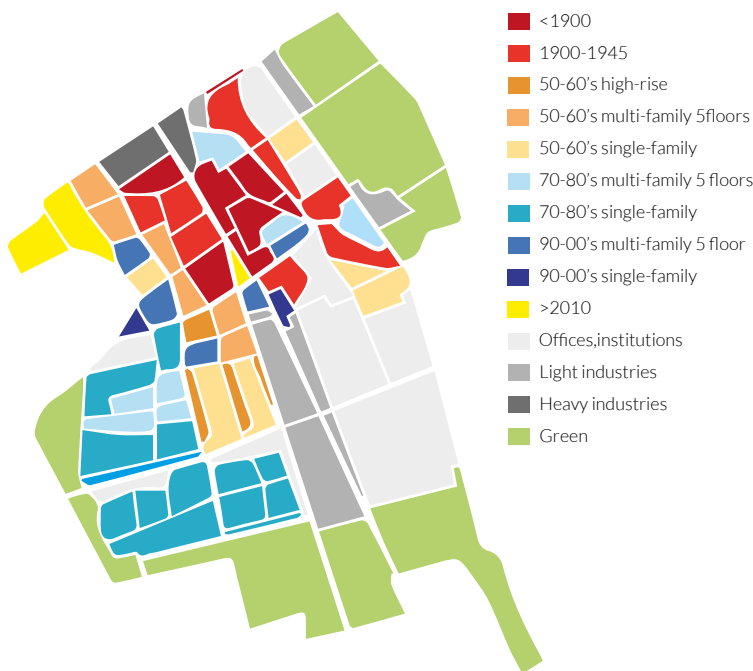 <1900
1900-1945
50-60's high-rise
50-60's multi-family 5floors
50-60's single-family
70-80's multi-family 5 floors
70-80's single-family
90-00's multi-family 5 floor
90-00's single-family
>2010
Offices,institutions
Light industries
Heavy industries
Green